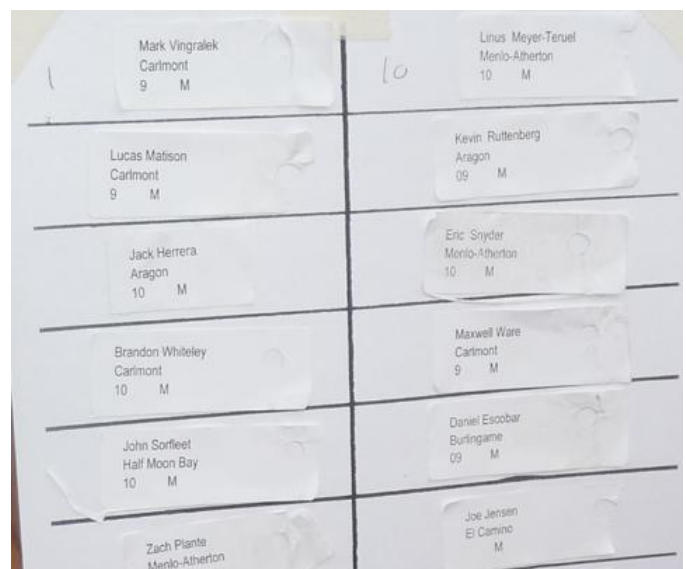 1
Mark Vingralek
Carlmont
9 M
Lucas Matison
Carlmont
9 M
Jack Herrera
Aragon
10 M
Brandon Whiteley
Carlmont
10 M
John Sorfleet
Half Moon Bay
10 M
Zach Plante
Menlo-Atherton
10
Linus Meyer-Teruel
Menlo-Atherton
10 M
Kevin Ruttenberg
Aragon
09 M
Eric Snyder
Menlo-Atherton
10 M
Maxwell Ware
Carlmont
9 M
Daniel Escobar
Burlingame
09 M
Joe Jensen
El Camino
M